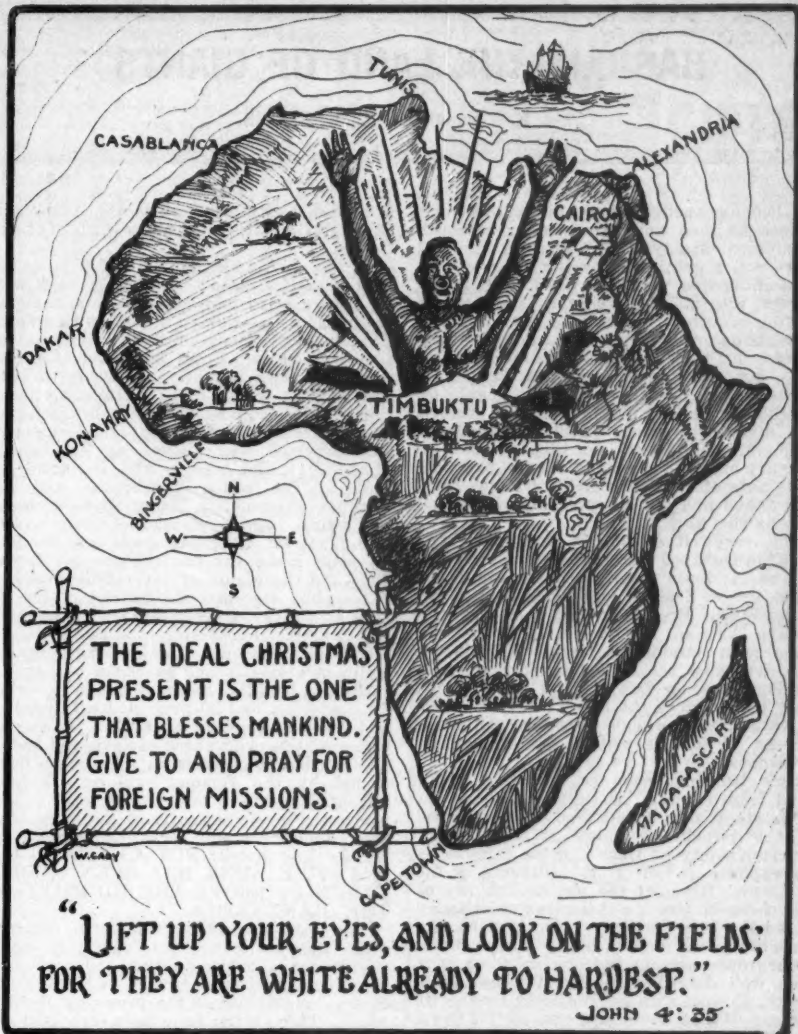 TUNIS
CASABLANCA
ALEXANDRIA
CAIRO
DAKAR
TIMBUKTU
KONAKRY
BINGERVILLE
N
W E
S
THE IDEAL CHRISTMAS
PRESENT IS THE ONE
THAT BLESSES MANKIND.
GIVE TO AND PRAY FOR
FOREIGN MISSIONS.
MADAGASCAR
W.CADY
CAPE TOWN
"LIFT UP YOUR EYES, AND LOOK ON THE FIELDS;
FOR THEY ARE WHITE ALREADY TO HARVEST."
JOHN 4:35